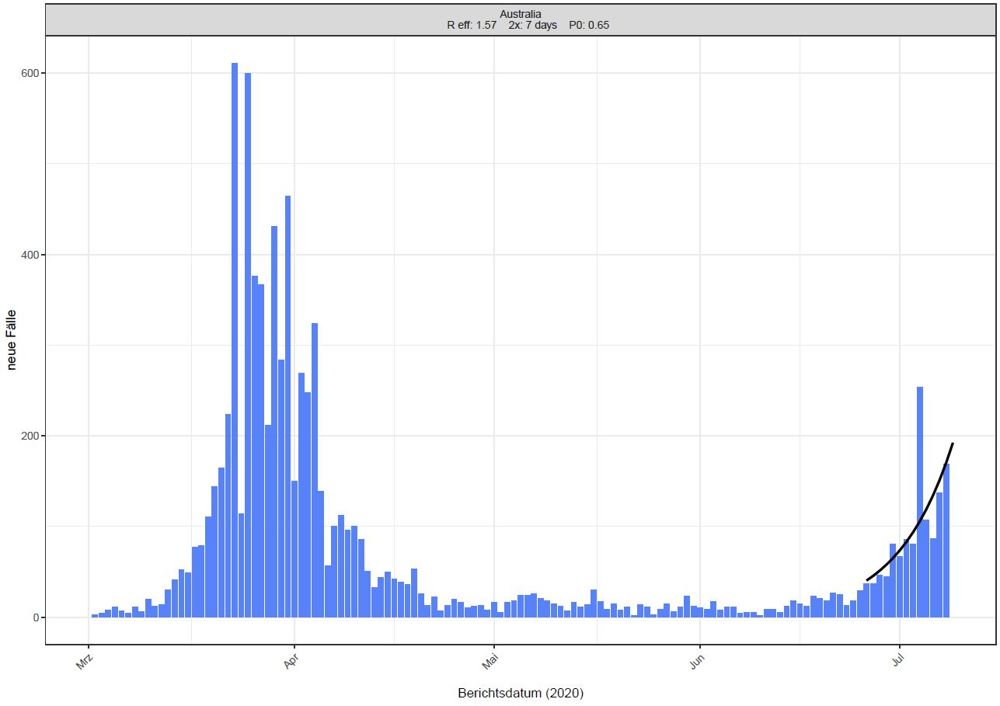 Australia
R eff: 1.57 2x: 7 days P0: 0.65
600
400
200
0
neue Fälle
Mrz
Apr
Mai
Jun
Jul
Berichtsdatum (2020)